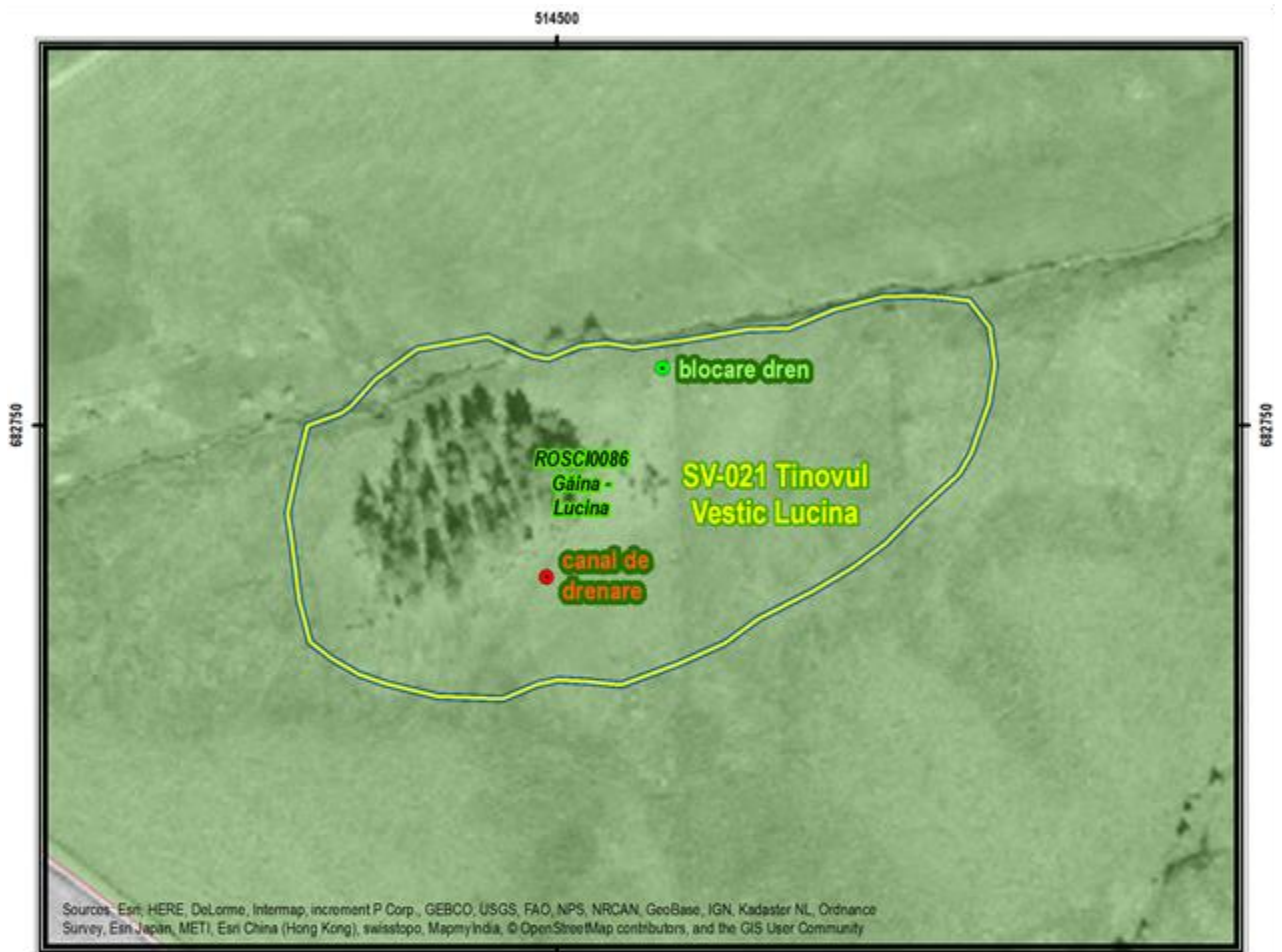 514500
682750
682750
blocare dren
ROSCI0086
Găina -
Lucina
SV-021 Tinovul
Vestic Lucina
canal de
drenare
Sources: Esri, HERE, DeLorme, Intermap, increment P Corp., GEBCO, USGS, FAO, NPS, NRCAN, GeoBase, IGN, Kadaster NL, Ordnance
Survey, Esri Japan, METI, Esri China (Hong Kong), swisstopo, MapmyIndia, © OpenStreetMap contributors, and the GIS User Community